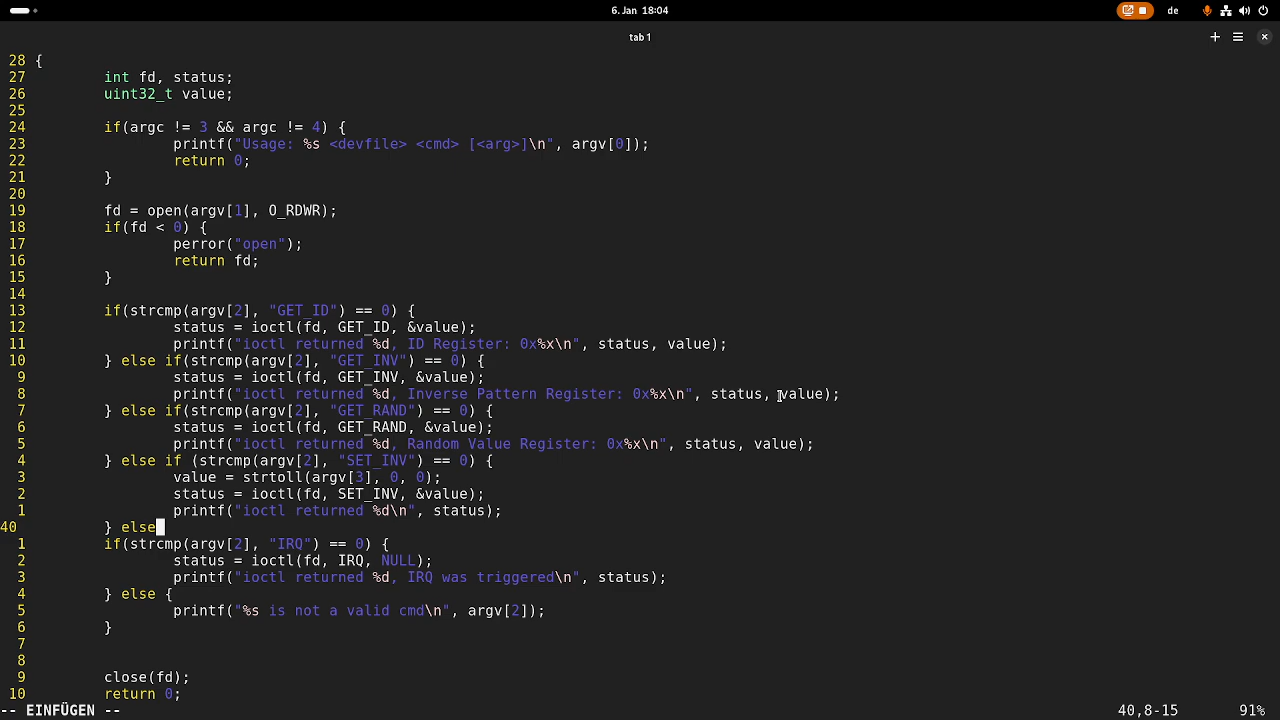 6. Jan 18:04
de
tab 1
28 {
27 int fd, status;
26 uint32_t value;
25
24 if(argc != 3 && argc != 4) {
23 printf("Usage: %s <devfile> <cmd> [<arg>]\n", argv[0]);
22 return 0;
21 }
20
19 fd = open(argv[1], O_RDWR);
18 if(fd < 0) {
17 perror("open");
16 return fd;
15 }
14
13 if(strcmp(argv[2], "GET_ID") == 0) {
12 status = ioctl(fd, GET_ID, &value);
11 printf("ioctl returned %d, ID Register: 0x%x\n", status, value);
10 } else if(strcmp(argv[2], "GET_INV") == 0) {
9 status = ioctl(fd, GET_INV, &value);
8 printf("ioctl returned %d, Inverse Pattern Register: 0x%x\n", status, value);
7 } else if(strcmp(argv[2], "GET_RAND") == 0) {
6 status = ioctl(fd, GET_RAND, &value);
5 printf("ioctl returned %d, Random Value Register: 0x%x\n", status, value);
4 } else if (strcmp(argv[2], "SET_INV") == 0) {
3 value = strtoll(argv[3], 0, 0);
2 status = ioctl(fd, SET_INV, &value);
1 printf("ioctl returned %d\n", status);
40 } else
1 if(strcmp(argv[2], "IRQ") == 0) {
2 status = ioctl(fd, IRQ, NULL);
3 printf("ioctl returned %d, IRQ was triggered\n", status);
4 } else {
5 printf("%s is not a valid cmd\n", argv[2]);
6 }
7
8
9 close(fd);
10 return 0;
-- EINFÜGEN -- 40,8-15 91%